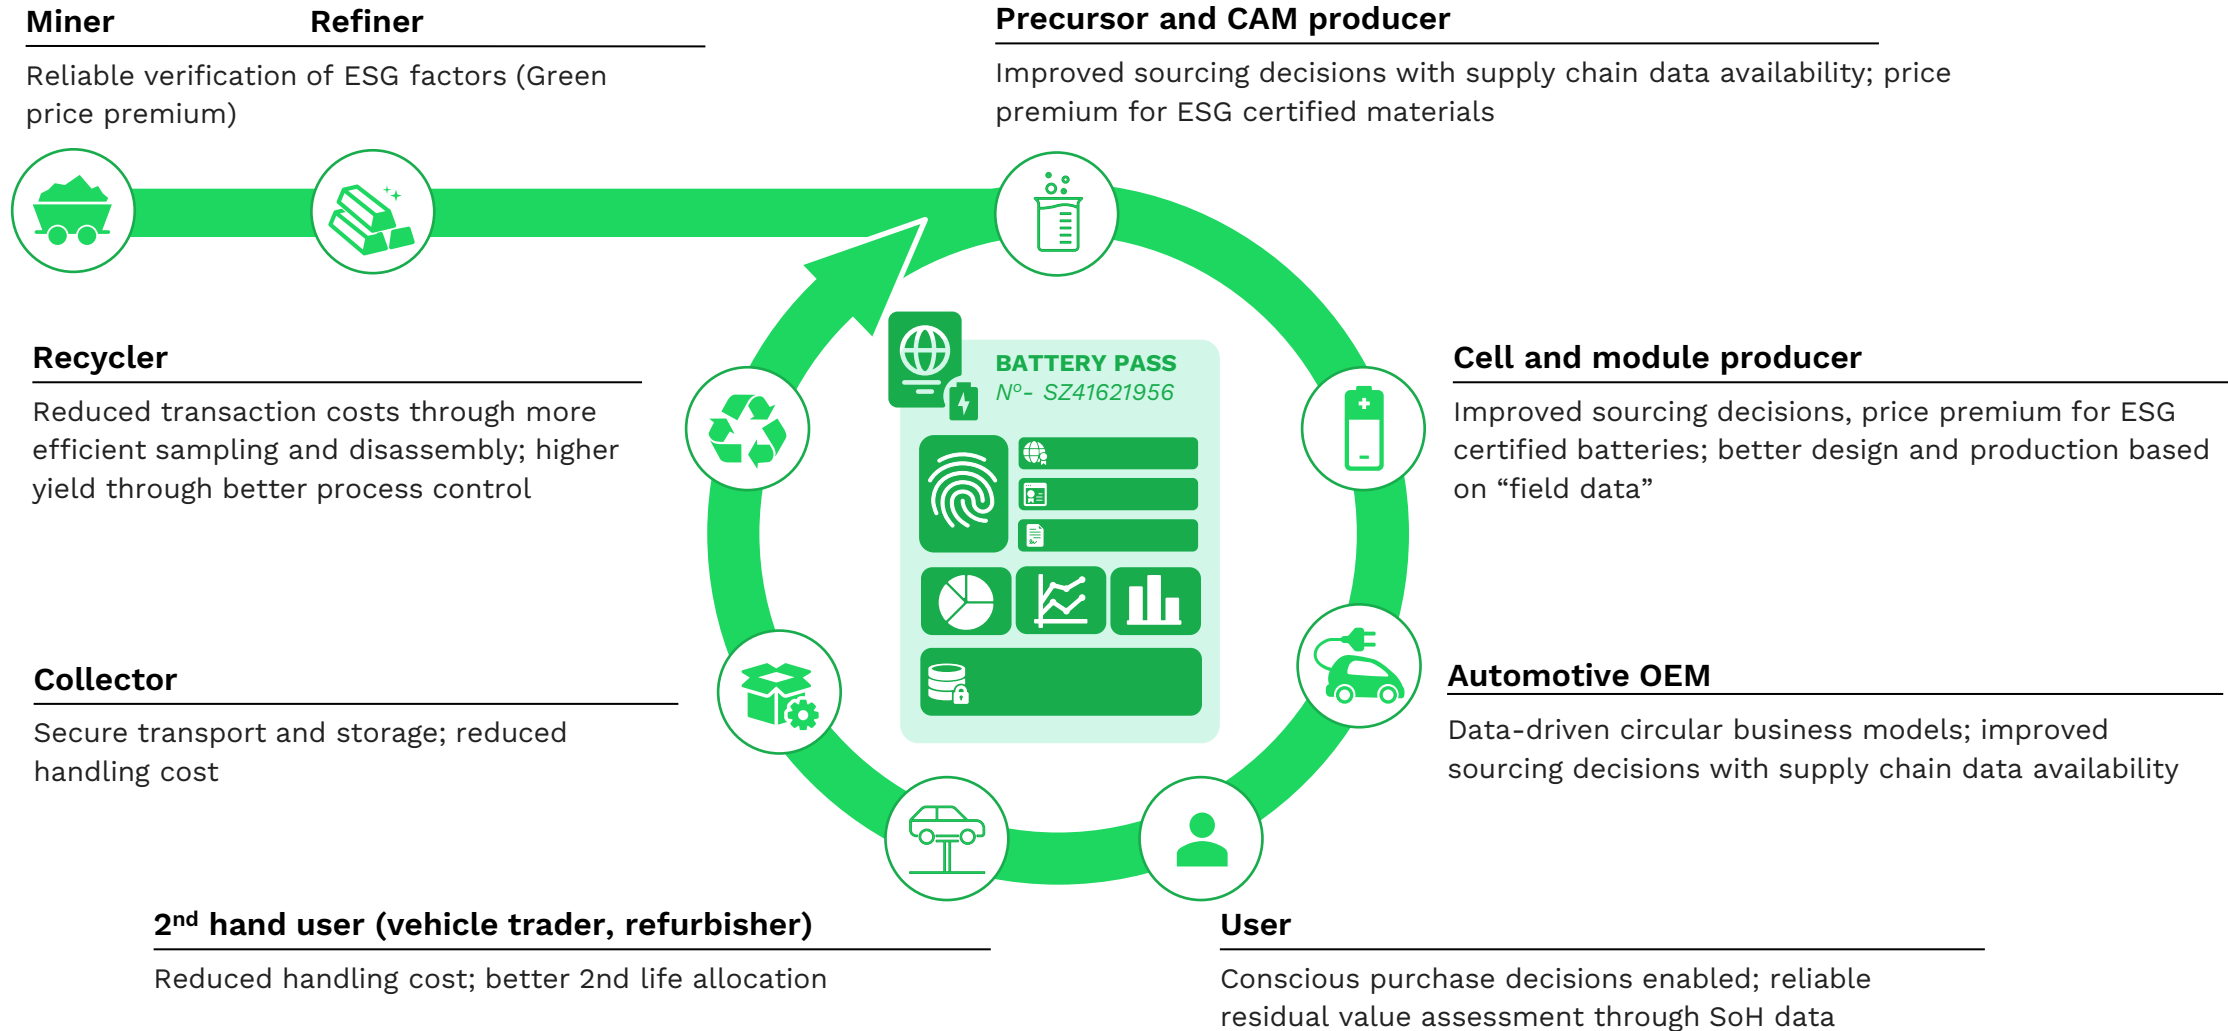 Miner
Refiner
Reliable verification of ESG factors (Green
price premium)
Precursor and CAM producer
Improved sourcing decisions with supply chain data availability; price
premium for ESG certified materials
Recycler
Reduced transaction costs through more
efficient sampling and disassembly; higher
yield through better process control
BATTERY PASS
Nº- SZ41621956
Cell and module producer
Improved sourcing decisions, price premium for ESG
certified batteries; better design and production based
on “field data”
Collector
Secure transport and storage; reduced
handling cost
Automotive OEM
Data-driven circular business models; improved
sourcing decisions with supply chain data availability
2nd hand user (vehicle trader, refurbisher)
Reduced handling cost; better 2nd life allocation
User
Conscious purchase decisions enabled; reliable
residual value assessment through SoH data